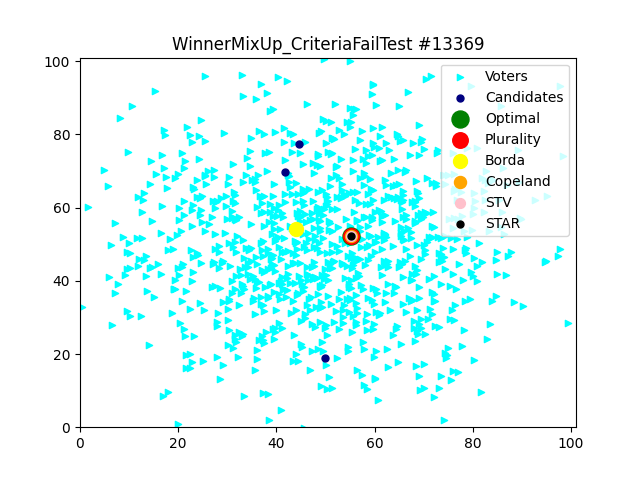 WinnerMixUp_CriteriaFailTest #13369
100
80
60
40
20
0
0
20
40
60
80
100
Voters
Candidates
Optimal
Plurality
Borda
Copeland
STV
STAR